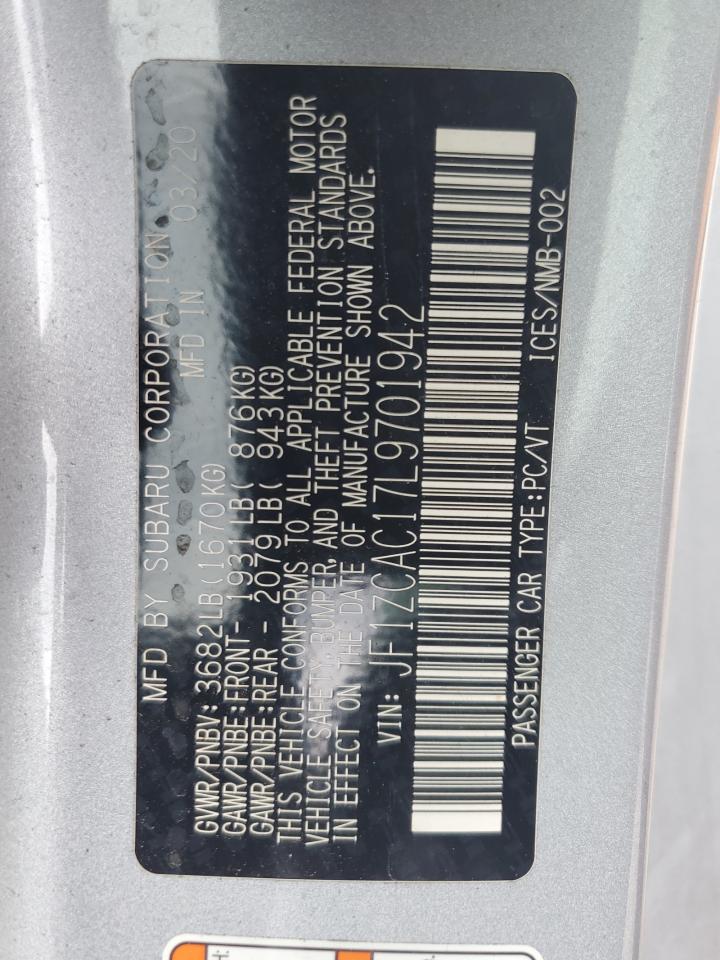 MFD BY SUBARU CORPORATION
MFD IN 03/20
GVWR/PNBV: 3682LB(1670KG)
GAWR/PNBE:FRONT- 1931LB( 876KG)
GAWR/PNBE:REAR - 2079LB( 943KG)
THIS VEHICLE CONFORMS TO ALL APPLICABLE FEDERAL MOTOR
VEHICLE SAFETY,BUMPER, AND THEFT PREVENTION STANDARDS
IN EFFECT ON THE DATE OF MANUFACTURE SHOWN ABOVE.
VIN: JF1ZCAC17L9701942
PASSENGER CAR TYPE:PC/VT ICES/NMB-002